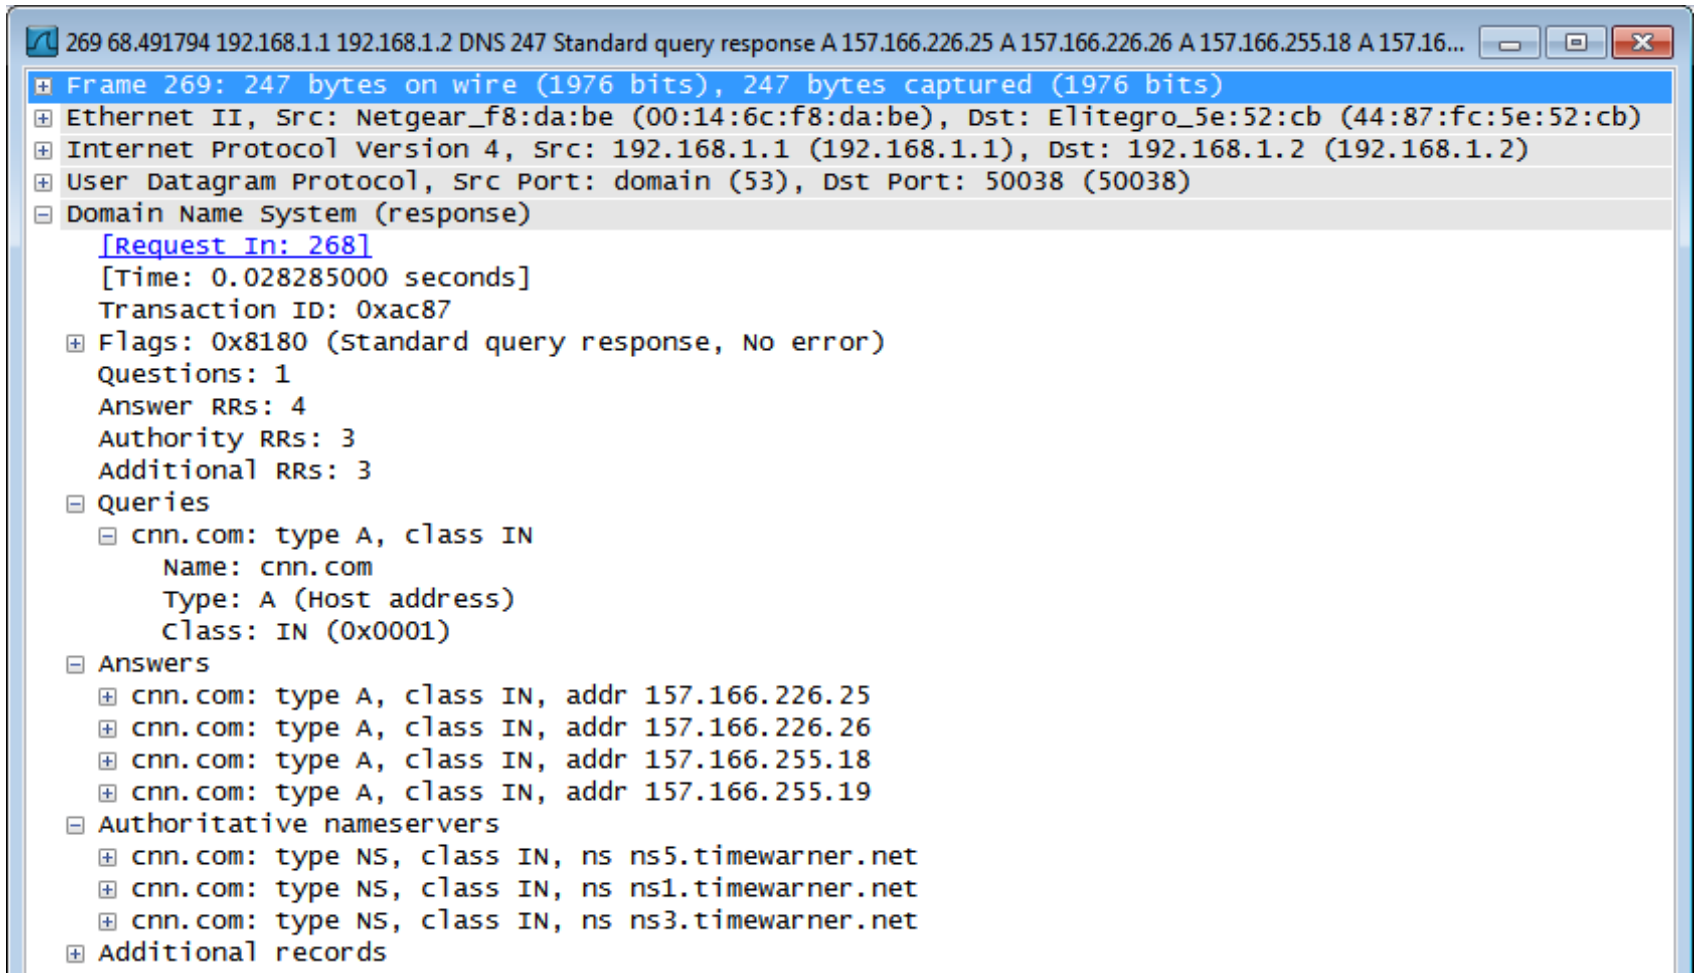 269 68.491794 192.168.1.1 192.168.1.2 DNS 247 Standard query response A 157.166.226.25 A 157.166.226.26 A 157.166.255.18 A 157.16...
Frame 269: 247 bytes on wire (1976 bits), 247 bytes captured (1976 bits)
Ethernet II, Src: Netgear_f8:da:be (00:14:6c:f8:da:be), Dst: Elitegro_5e:52:cb (44:87:fc:5e:52:cb)
Internet Protocol Version 4, Src: 192.168.1.1 (192.168.1.1), Dst: 192.168.1.2 (192.168.1.2)
User Datagram Protocol, Src Port: domain (53), Dst Port: 50038 (50038)
Domain Name System (response)
[Request In: 268]
[Time: 0.028285000 seconds]
Transaction ID: 0xac87
Flags: 0x8180 (Standard query response, No error)
Questions: 1
Answer RRs: 4
Authority RRs: 3
Additional RRs: 3
Queries
cnn.com: type A, class IN
Name: cnn.com
Type: A (Host address)
Class: IN (0x0001)
Answers
cnn.com: type A, class IN, addr 157.166.226.25
cnn.com: type A, class IN, addr 157.166.226.26
cnn.com: type A, class IN, addr 157.166.255.18
cnn.com: type A, class IN, addr 157.166.255.19
Authoritative nameservers
cnn.com: type NS, class IN, ns ns5.timewarner.net
cnn.com: type NS, class IN, ns ns1.timewarner.net
cnn.com: type NS, class IN, ns ns3.timewarner.net
Additional records